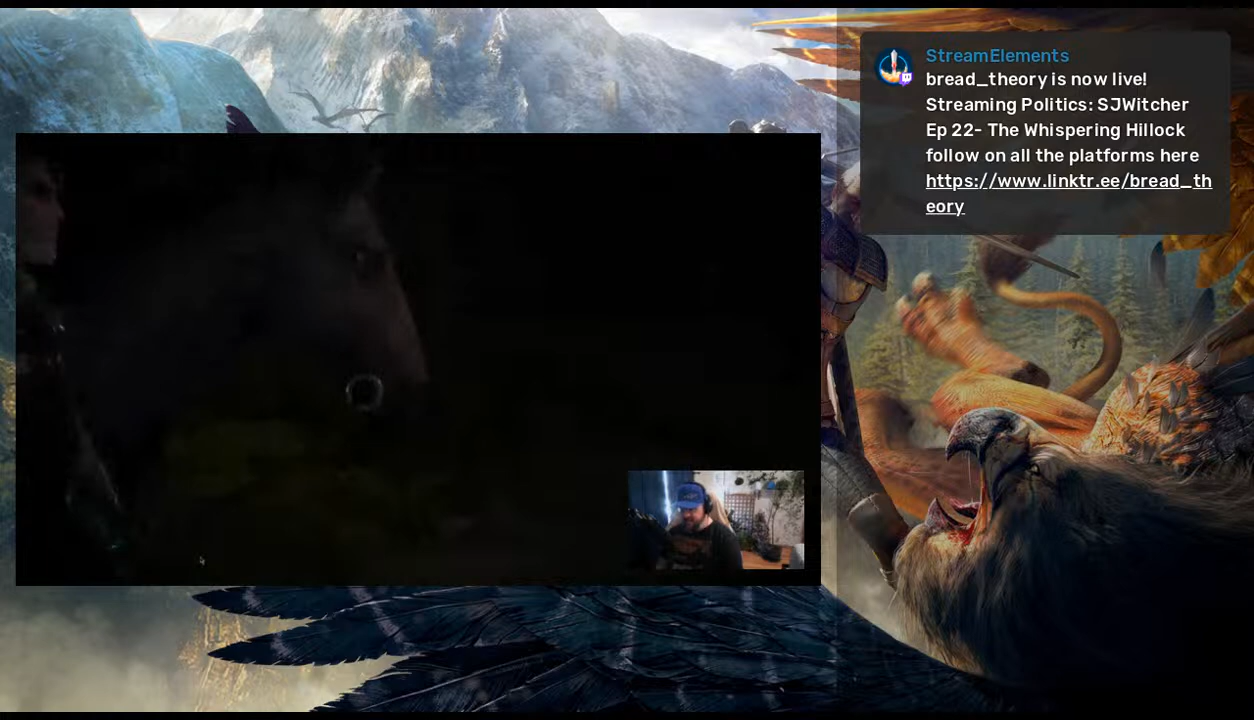 StreamElements
bread_theory is now live!
Streaming Politics: SJWitcher
Ep 22- The Whispering Hillock
follow on all the platforms here
https://www.linktr.ee/bread_th
eory